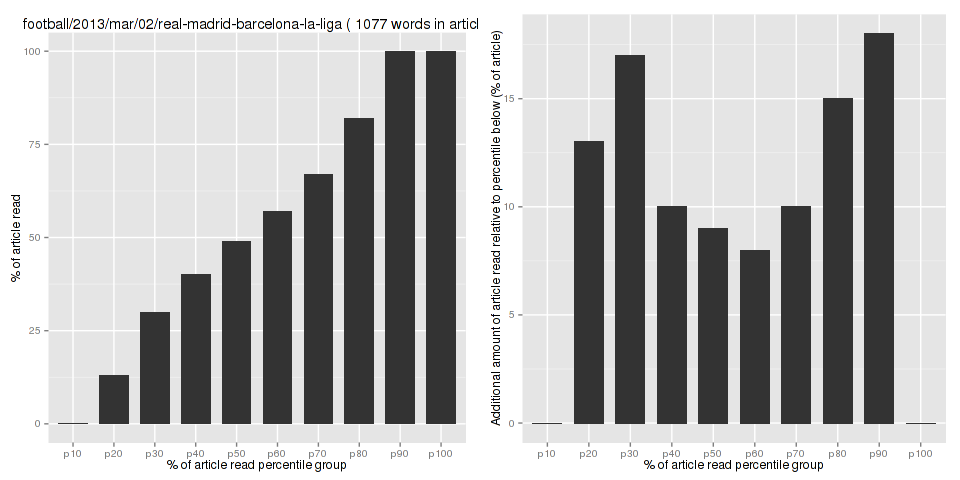 football/2013/mar/02/real-madrid-barcelona-la-liga ( 1077 words in articl
% of article read
100
75
50
25
0
p10 p20 p30 p40 p50 p60 p70 p80 p90 p100
% of article read percentile group
Additional amount of article read relative to percentile below (% of article)
15
10
5
0
p10 p20 p30 p40 p50 p60 p70 p80 p90 p100
% of article read percentile group